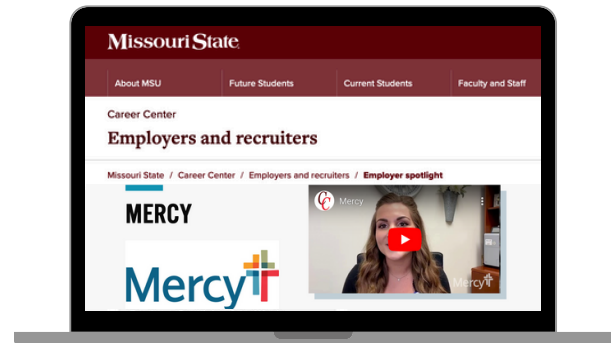 Missouri State
About MSU Future Students Current Students Faculty and Staff
Career Center
Employers and recruiters
Missouri State / Career Center / Employers and recruiters / Employer spotlight
MERCY
Mercy
CC Mercy
Mercy